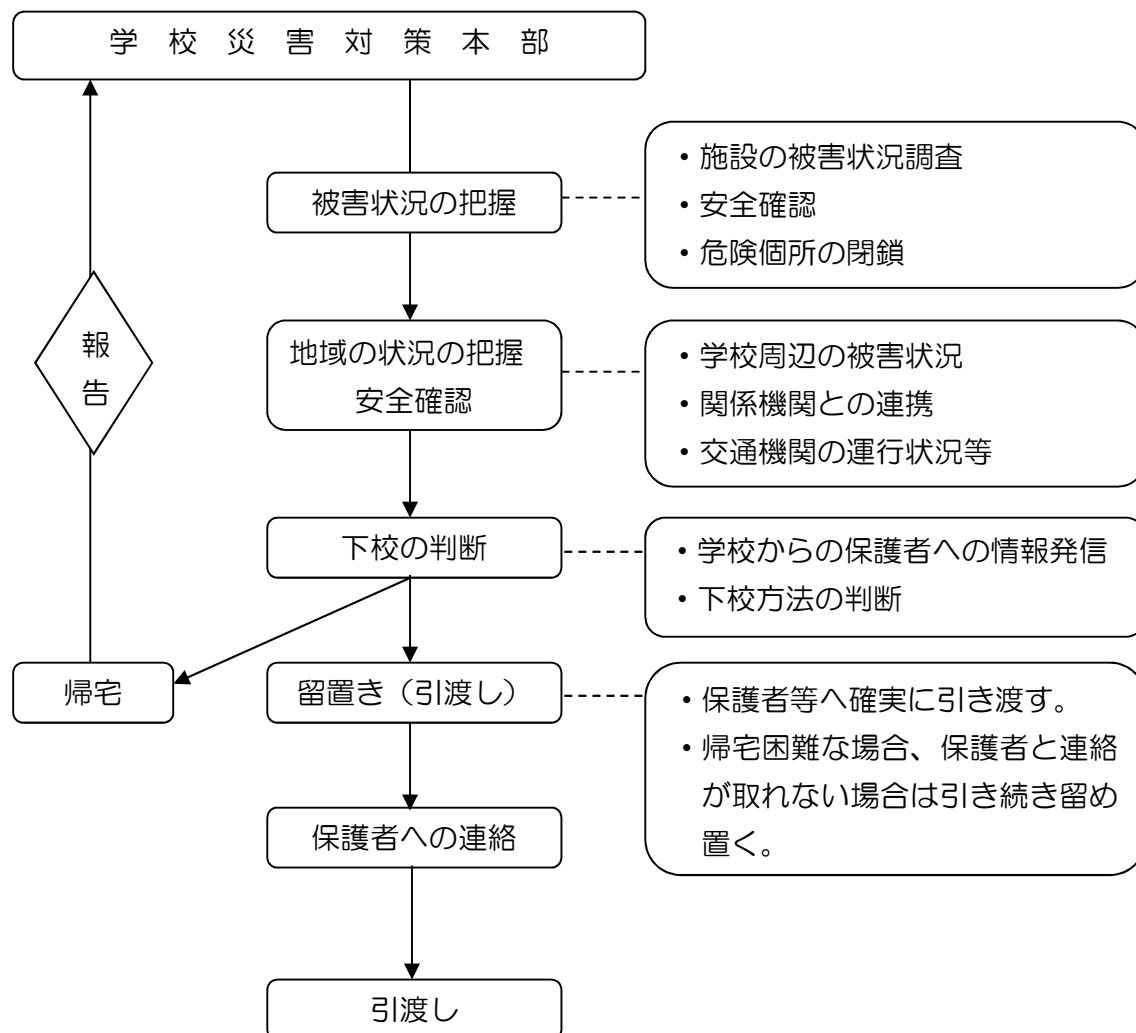 学校災害対策本部
被害状況の把握
・施設の被害状況調査
・安全確認
・危険個所の閉鎖
報
告
地域の状況の把握
安全確認
・学校周辺の被害状況
・関係機関との連携
・交通機関の運行状況等
下校の判断
・学校からの保護者への情報発信
・下校方法の判断
帰宅
留置き（引渡し）
・保護者等へ確実に引き渡す。
・帰宅困難な場合、保護者と連絡
が取れない場合は引き続き留め
置く。
保護者への連絡
引渡し